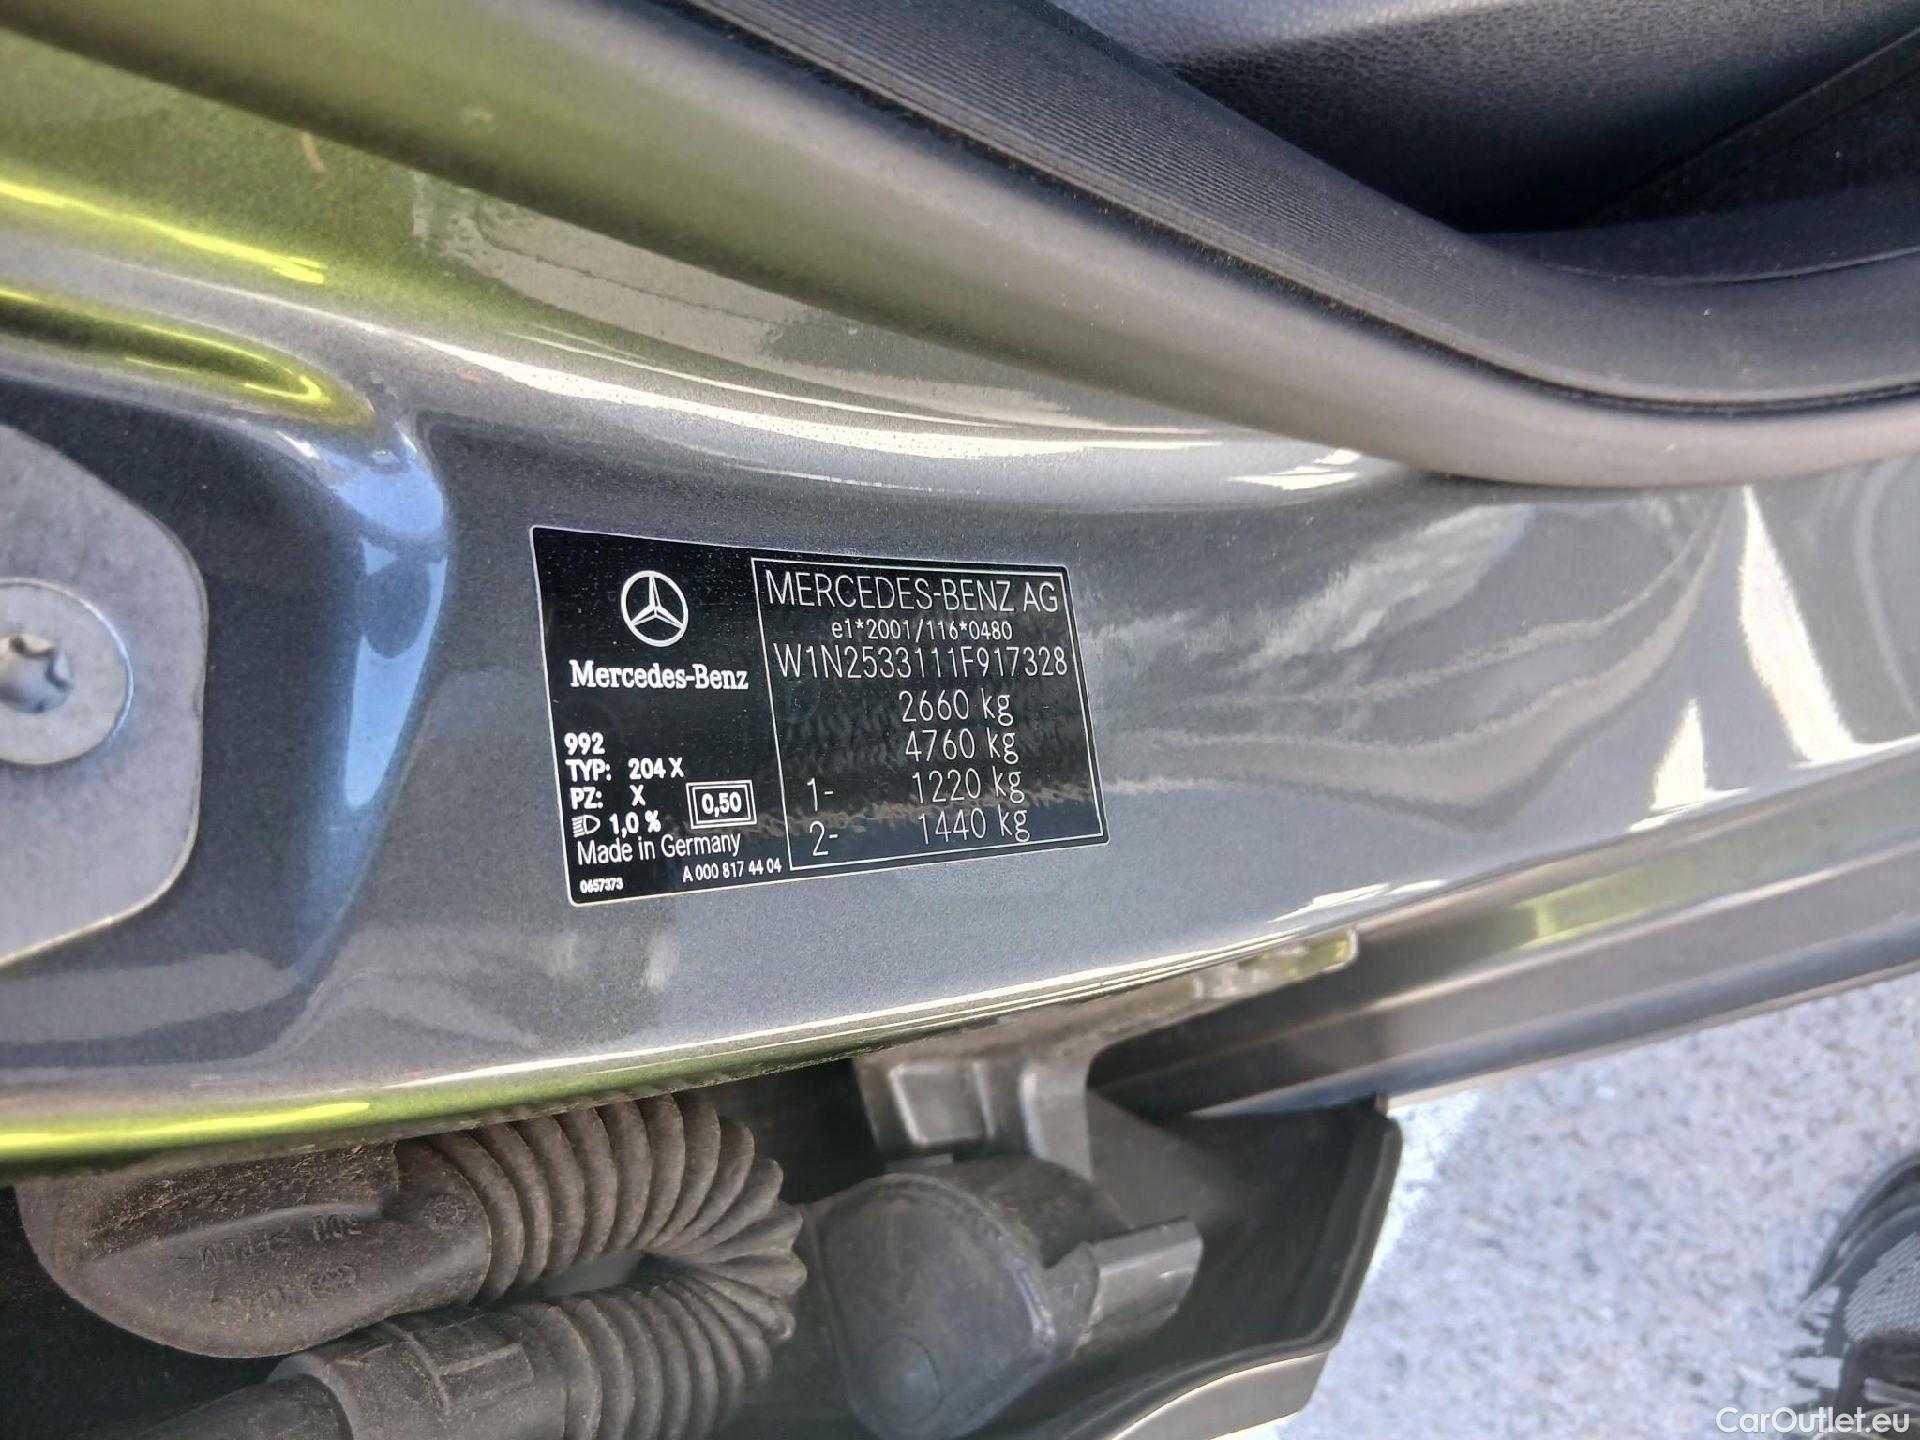 MERCEDES-BENZ AG
e1*2001/116*0480
W1N2533111F917328
2660 kg
4760 kg
1- 1220 kg
2- 1440 kg
Mercedes-Benz
992
TYP: 204 X
PZ: X
1,0 %
0,50
Made in Germany
0657373
A 000 817 44 04
CarOutlet.eu